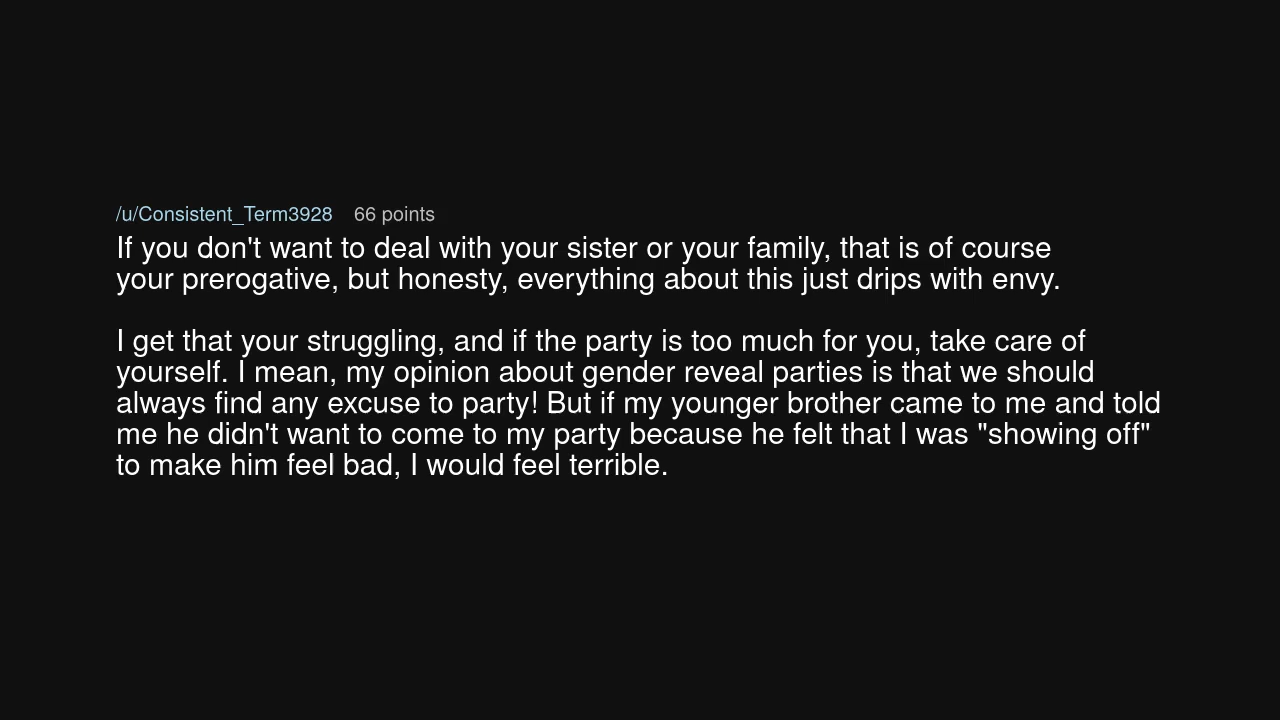 /u/Consistent_Term3928 66 points
If you don't want to deal with your sister or your family, that is of course
your prerogative, but honesty, everything about this just drips with envy.
I get that your struggling, and if the party is too much for you, take care of
yourself. I mean, my opinion about gender reveal parties is that we should
always find any excuse to party! But if my younger brother came to me and told
me he didn't want to come to my party because he felt that I was "showing off"
to make him feel bad, I would feel terrible.